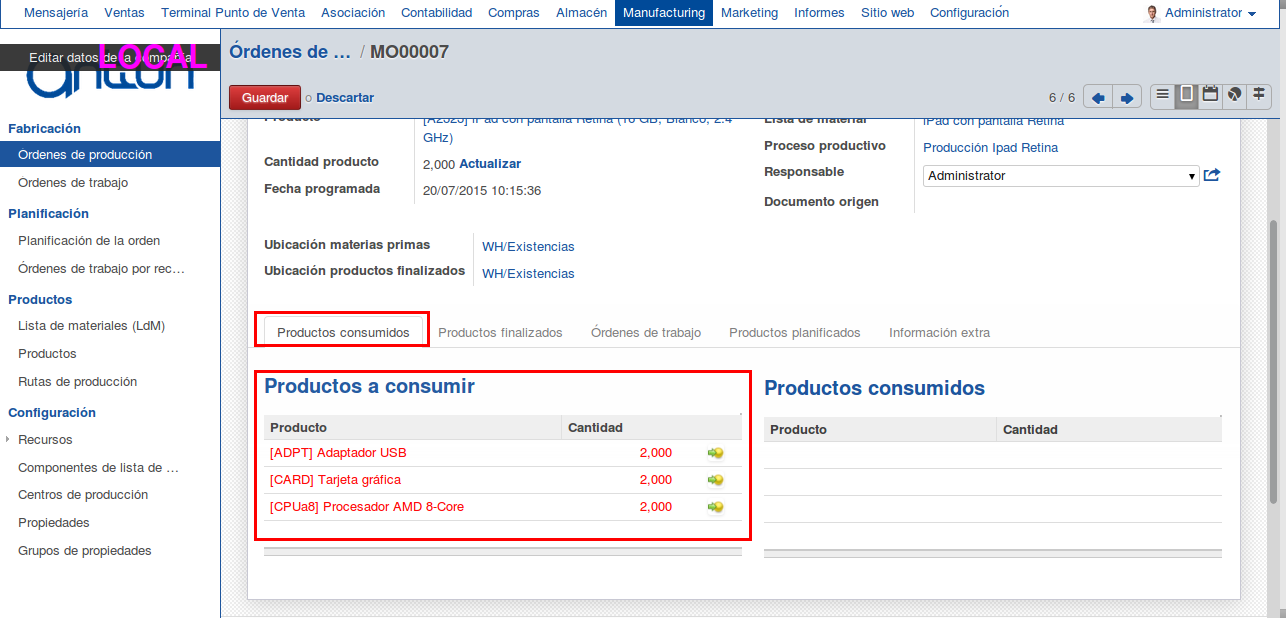 Mensajería Ventas Terminal Punto de Venta Asociación Contabilidad Compras Almacén Manufacturing Marketing Informes Sitio web Configuración Administrator
Editar datos de la compañía
LOCAL
Fabricación
Órdenes de producción
Órdenes de trabajo
Planificación
Planificación de la orden
Órdenes de trabajo por rec…
Productos
Lista de materiales (LdM)
Productos
Rutas de producción
Configuración
Recursos
Componentes de lista de …
Centros de producción
Propiedades
Grupos de propiedades
Órdenes de … / MO00007
Guardar o Descartar
6 / 6
Producto [A2323] iPad con pantalla Retina (16 GB, Blanco, 2.4
GHz)
Cantidad producto 2,000 Actualizar
Fecha programada 20/07/2015 10:15:36
Lista de material iPad con pantalla Retina
Proceso productivo Producción Ipad Retina
Responsable Administrator
Documento origen
Ubicación materias primas WH/Existencias
Ubicación productos finalizados WH/Existencias
Productos consumidos Productos finalizados Órdenes de trabajo Productos planificados Información extra
Productos a consumir
Producto Cantidad
[ADPT] Adaptador USB 2,000
[CARD] Tarjeta gráfica 2,000
[CPUa8] Procesador AMD 8-Core 2,000
Productos consumidos
Producto Cantidad